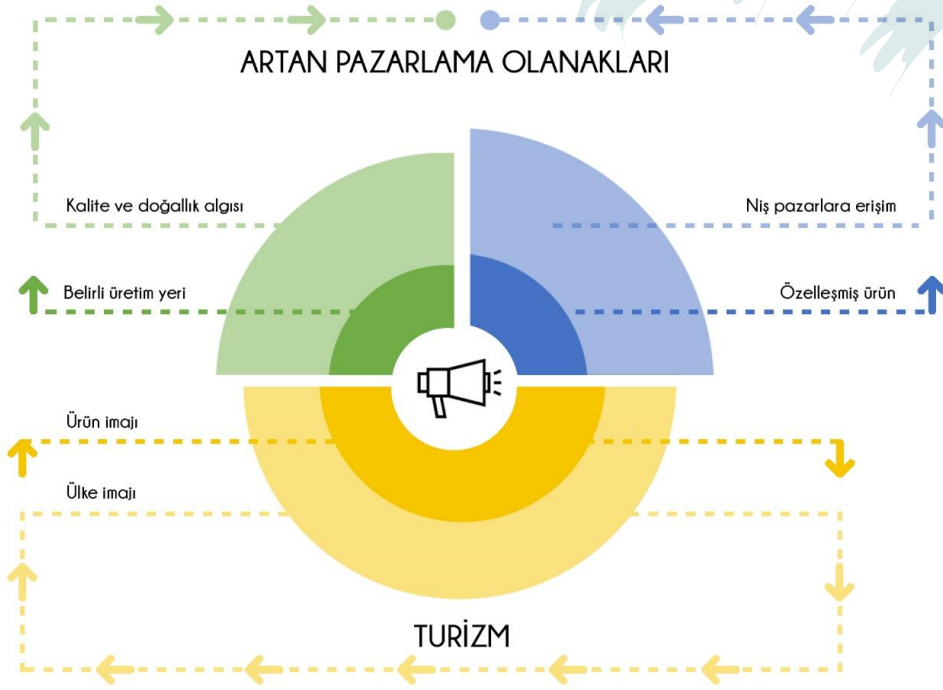 ARTAN PAZARLAMA OLANAKLARI
Kalite ve doğallık algısı
Niş pazarlara erişim
Belirli üretim yeri
Özelleşmiş ürün
Ürün imajı
Ülke imajı
TURİZM